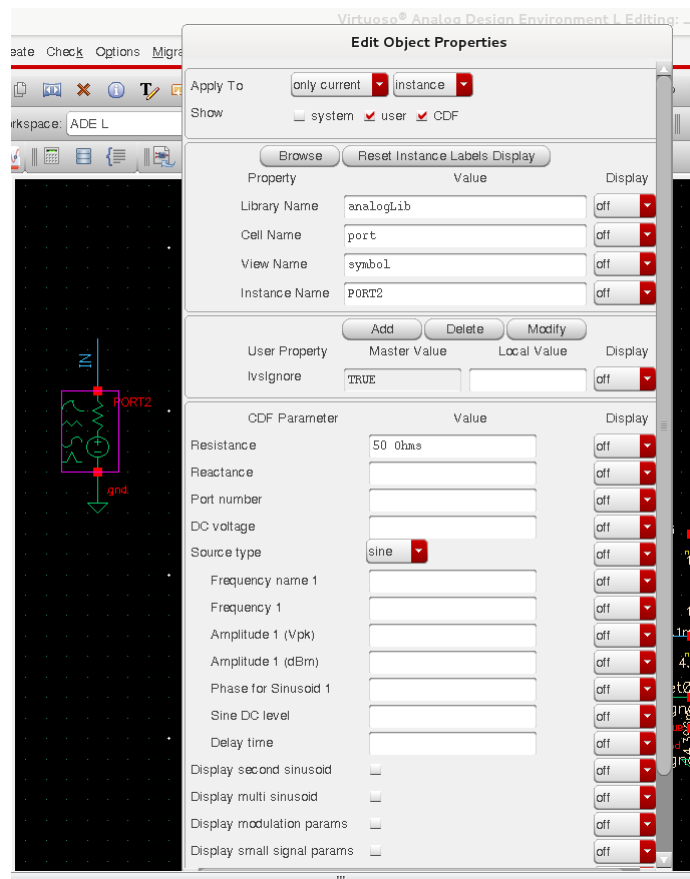 Virtuoso® Analog Design Environment L Editing: _
eate Check Options Migra
Edit Object Properties
Apply To only current instance
Show system user CDF
rkspace: ADE L
Browse Reset Instance Labels Display
Property Value Display
Library Name analogLib off
Cell Name port off
View Name symbol off
Instance Name PORT2 off
Add Delete Modify
User Property Master Value Local Value Display
lvsIgnore TRUE off
IN
PORT2
gnd
CDF Parameter Value Display
Resistance 50 Ohms off
Reactance off
Port number off
DC voltage off
Source type sine off
Frequency name 1 off
Frequency 1 off
Amplitude 1 (Vpk) off
Amplitude 1 (dBm) off
Phase for Sinusoid 1 off
Sine DC level off
Delay time off
Display second sinusoid off
Display multi sinusoid off
Display modulation params off
Display small signal params off